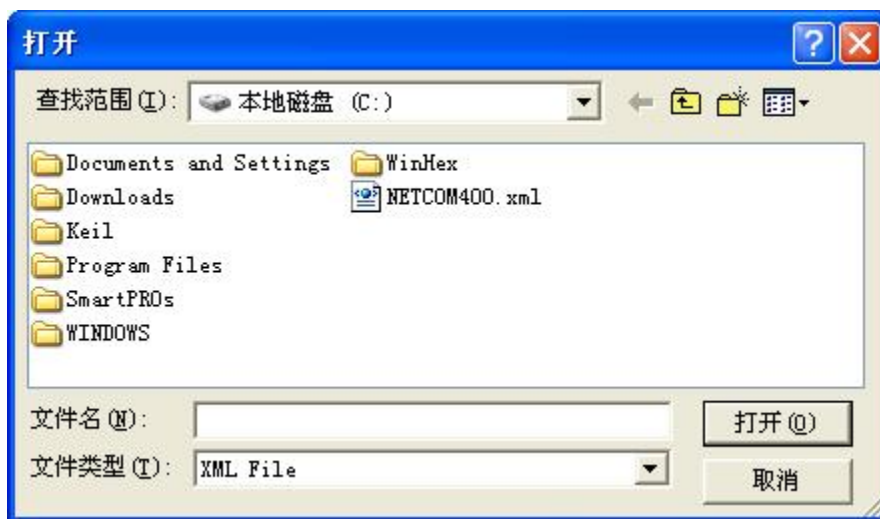 打开
查找范围(I): 本地磁盘 (C:)
Documents and Settings
Downloads
Keil
Program Files
SmartPROs
WINDOWS
WinHex
NETCOM400.xml
文件名(N):
打开(O)
文件类型(T): XML File
取消